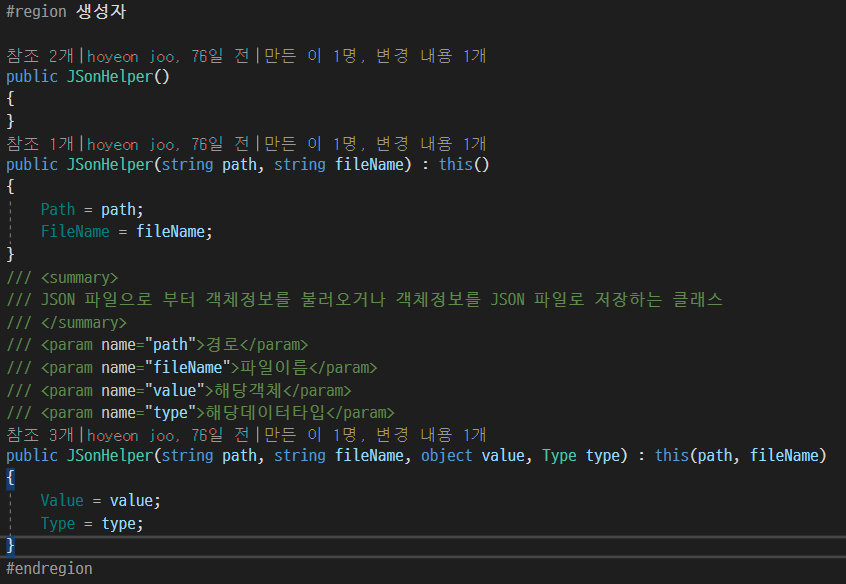 #region 생성자
참조 2개|hoyeon joo, 76일 전|만든 이 1명, 변경 내용 1개
public JSonHelper()
{
}
참조 1개|hoyeon joo, 76일 전|만든 이 1명, 변경 내용 1개
public JSonHelper(string path, string fileName) : this()
{
Path = path;
FileName = fileName;
}
/// <summary>
/// JSON 파일으로 부터 객체정보를 불러오거나 객체정보를 JSON 파일로 저장하는 클래스
/// </summary>
/// <param name="path">경로</param>
/// <param name="fileName">파일이름</param>
/// <param name="value">해당객체</param>
/// <param name="type">해당데이터타입</param>
참조 3개|hoyeon joo, 76일 전|만든 이 1명, 변경 내용 1개
public JSonHelper(string path, string fileName, object value, Type type) : this(path, fileName)
{
Value = value;
Type = type;
}
#endregion